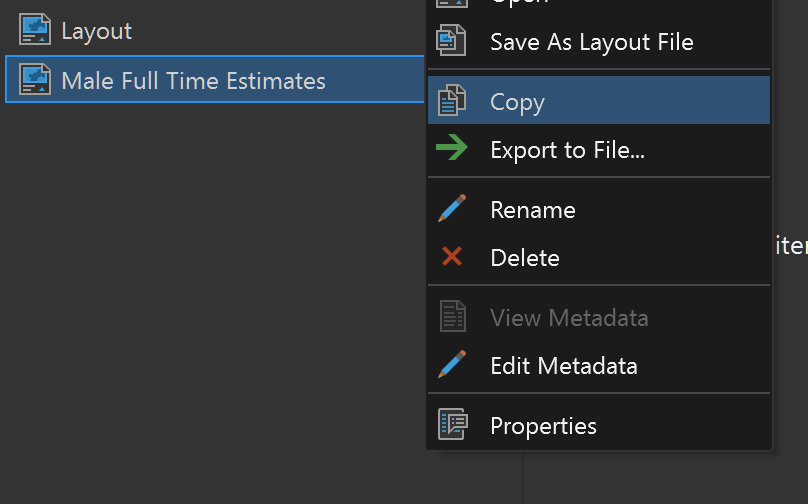 Layout
Male Full Time Estimates
Open
Save As Layout File
Copy
Export to File...
Rename
Delete
View Metadata
Edit Metadata
Properties